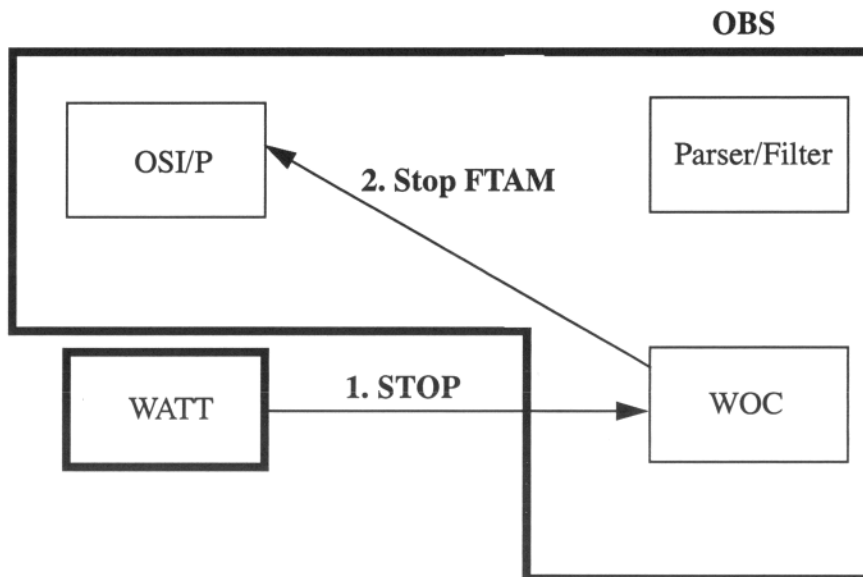 OBS
OSI/P
Parser/Filter
2. Stop FTAM
WATT
1. STOP
WOC